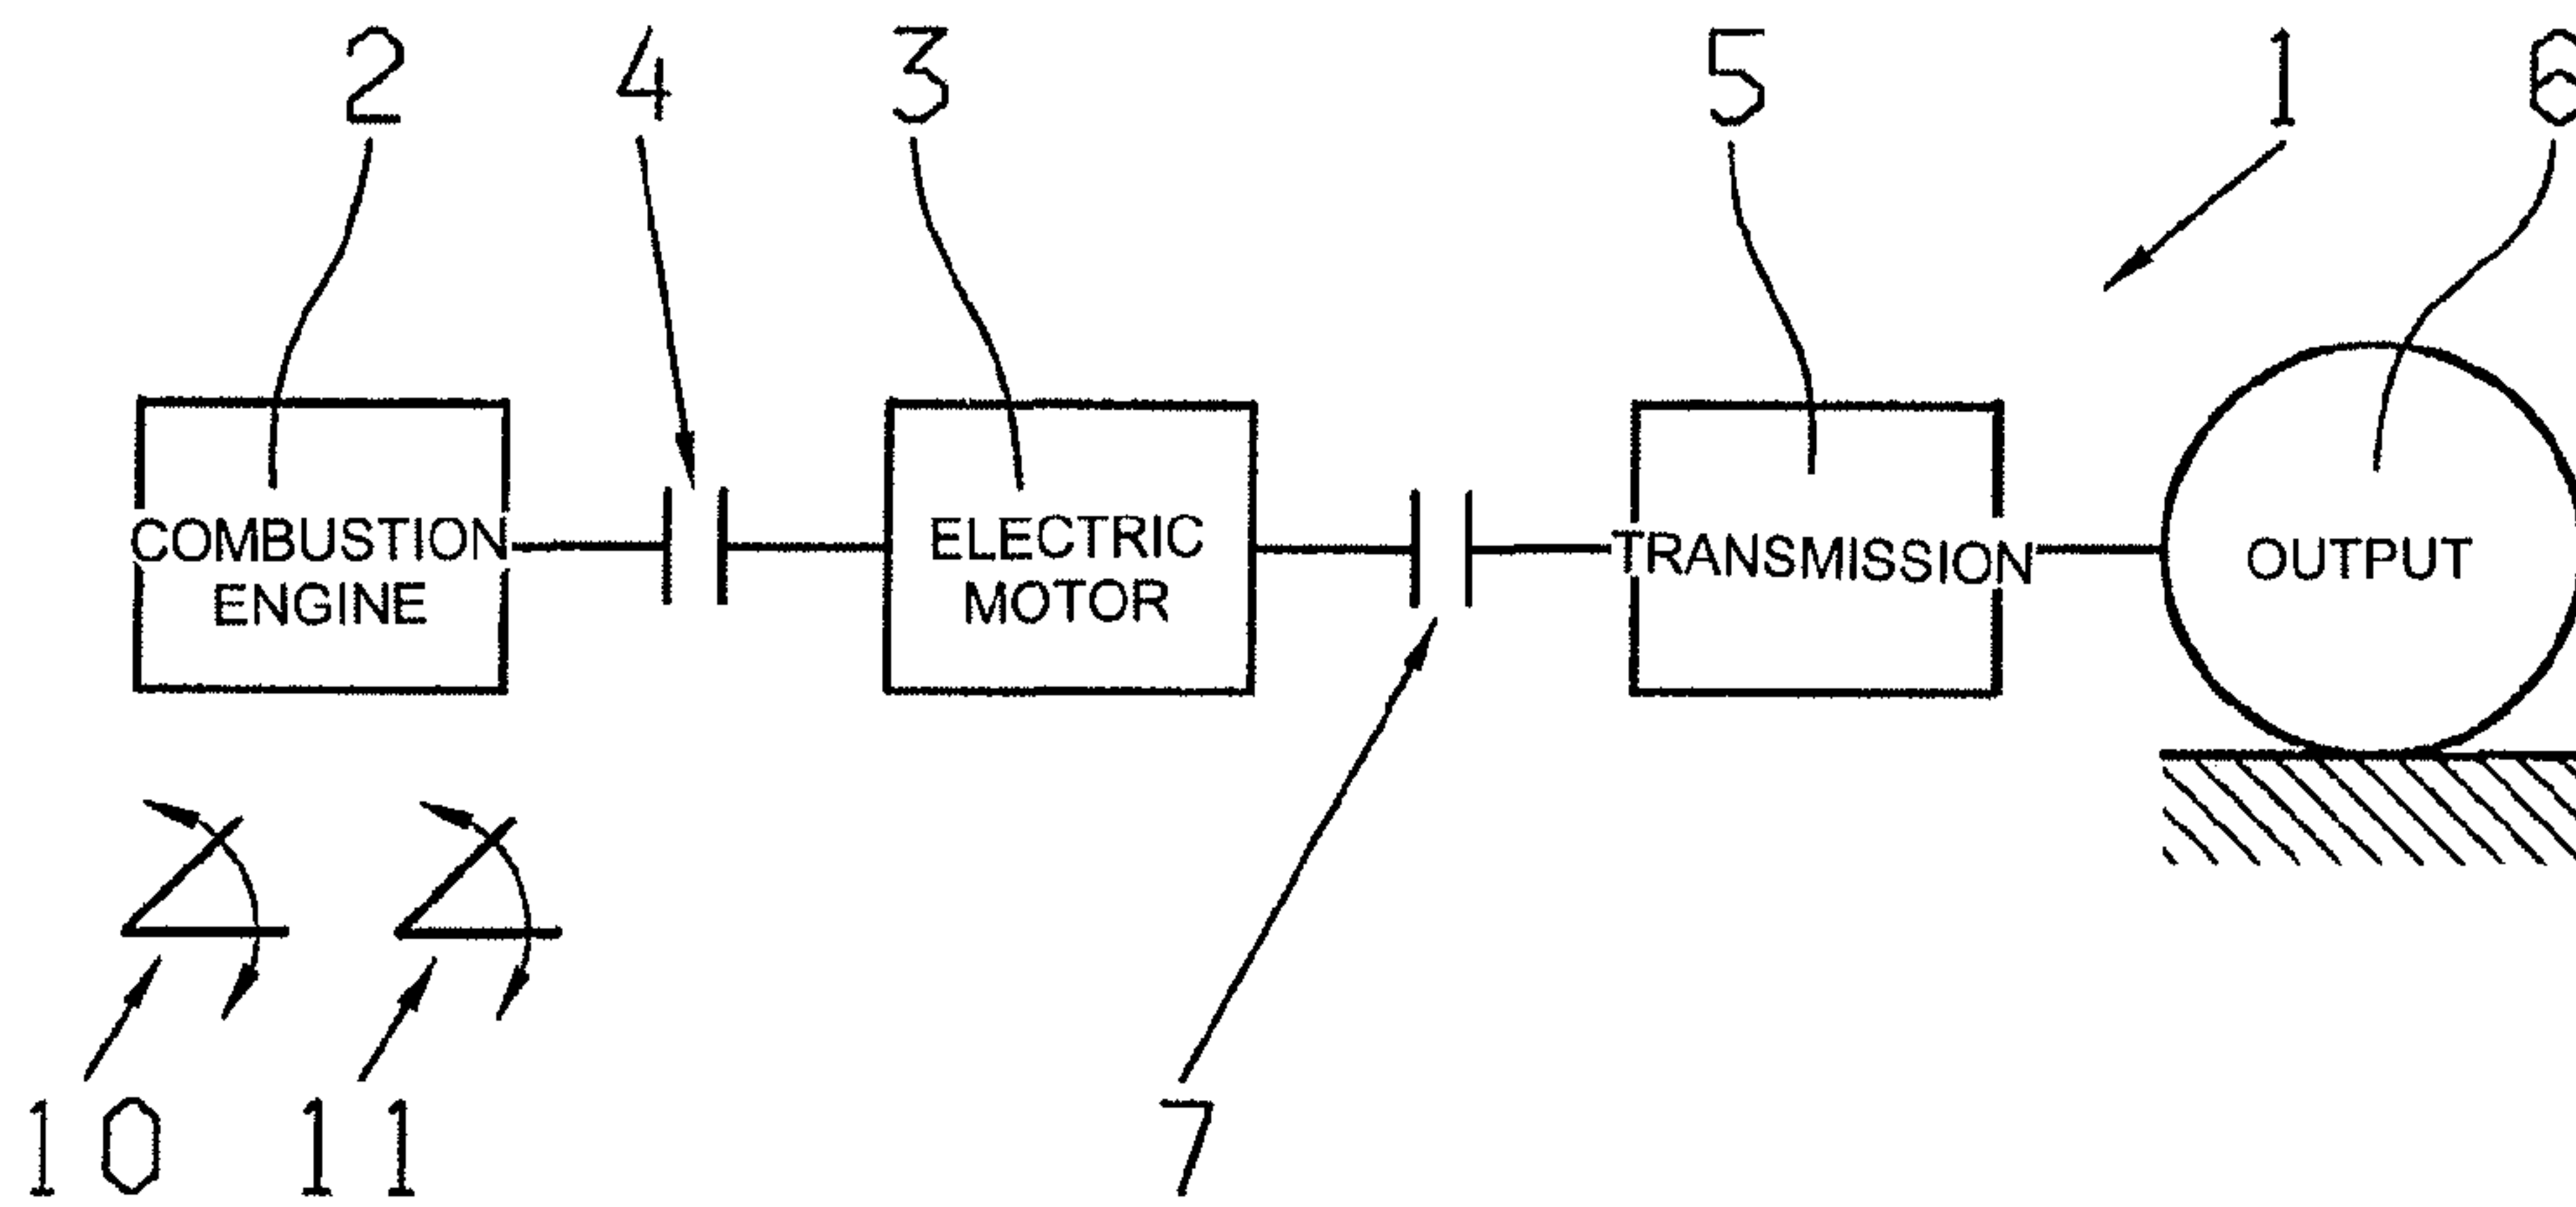 2 4 3 5 1 6
COMBUSTION
ENGINE
ELECTRIC
MOTOR
TRANSMISSION
OUTPUT
10 11 7